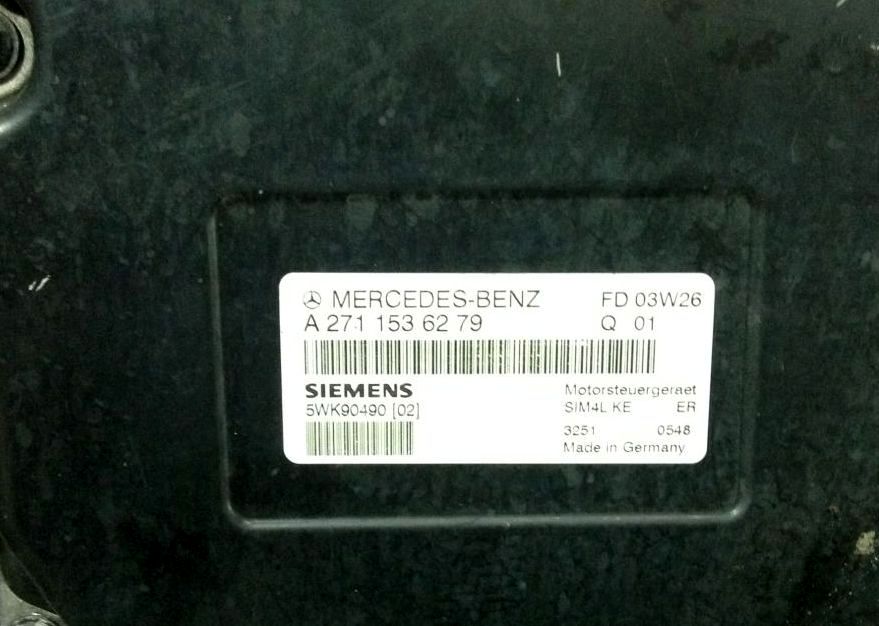 MERCEDES-BENZ FD 03W26
A 271 153 62 79 Q 01
SIEMENS Motorsteuergeraet
5WK90490 [02] SIM4L KE ER
3251 0548
Made in Germany